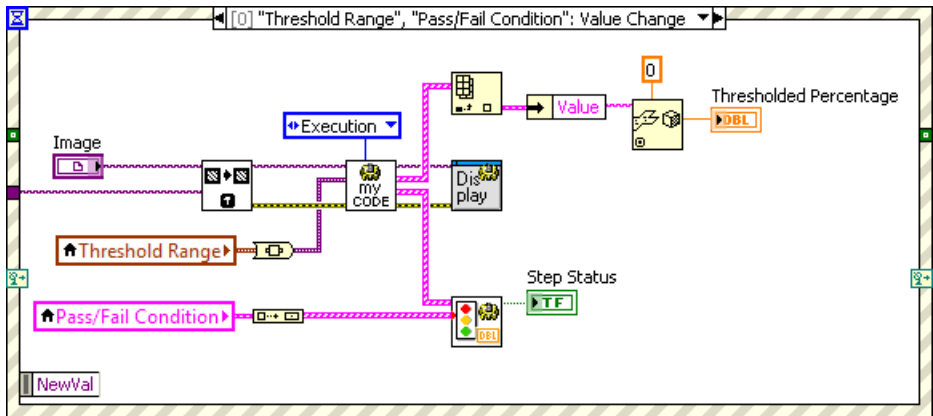 [0] "Threshold Range", "Pass/Fail Condition": Value Change
0
Value
Thresholded Percentage
DBL
Execution
Image
my
CODE
Dis
play
T
Threshold Range
Step Status
TF
Pass/Fail Condition
DBL
NewVal